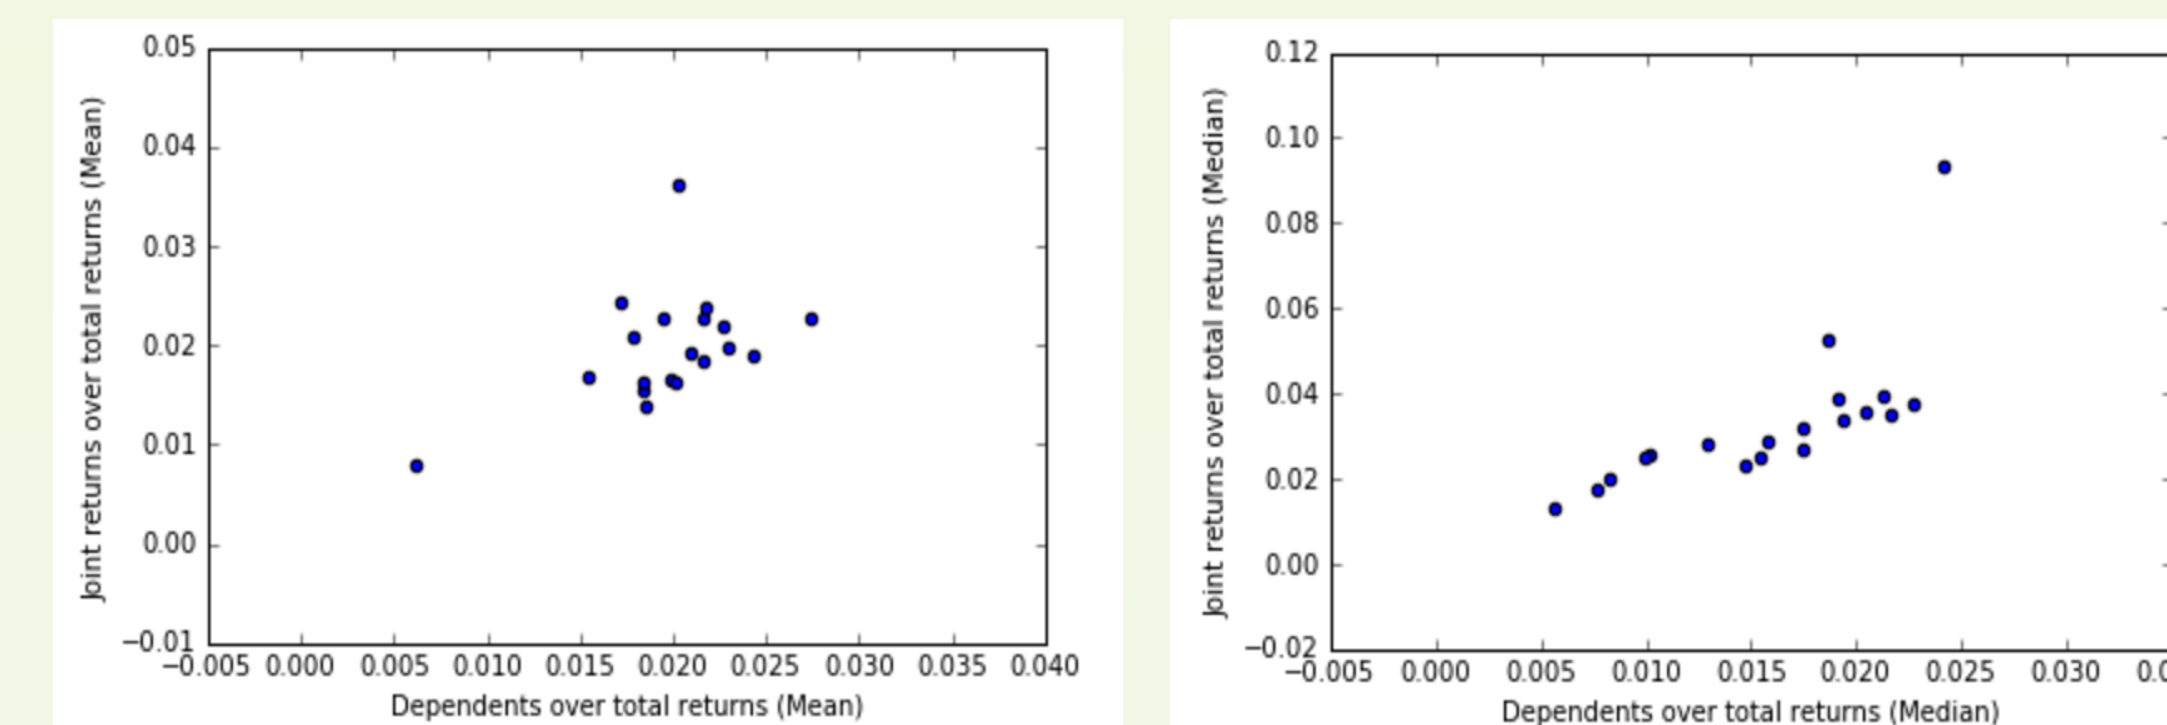 0.05
0.04
0.03
0.02
0.01
0.00
−0.01
−0.005 0.000 0.005 0.010 0.015 0.020 0.025 0.030 0.035 0.040
Joint returns over total returns (Mean)
Dependents over total returns (Mean)
0.12
0.10
0.08
0.06
0.04
0.02
0.00
−0.02
−0.005 0.000 0.005 0.010 0.015 0.020 0.025 0.030
Joint returns over total returns (Median)
Dependents over total returns (Median)